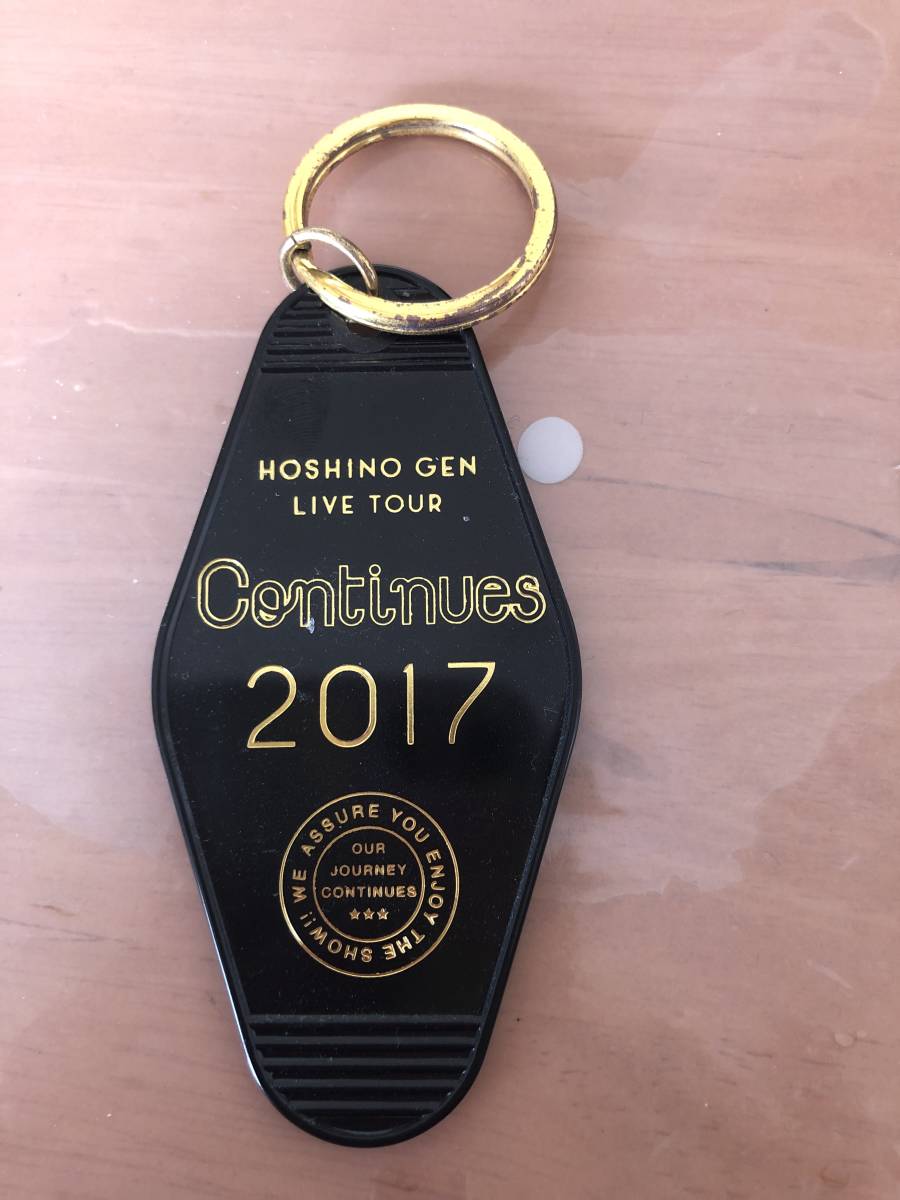 HOSHINO GEN
LIVE TOUR
Continues
2017
WE ASSURE YOU ENJOY THE SHOW!!
OUR
JOURNEY
CONTINUES
★★★